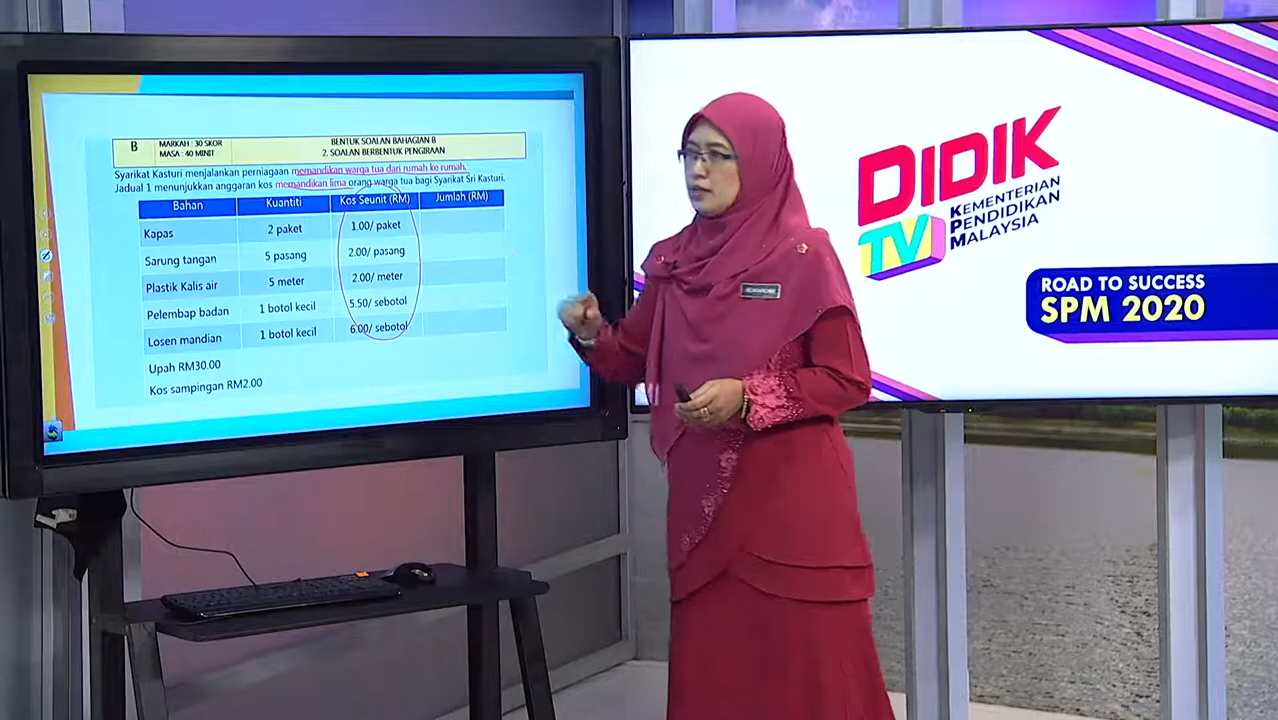 B
MARKAH : 30 SKOR
MASA : 40 MINIT
BENTUK SOALAN BAHAGIAN B
2. SOALAN BERBENTUK PENGIRAAN
Syarikat Kasturi menjalankan perniagaan memandikan warga tua dari rumah ke rumah.
Jadual 1 menunjukkan anggaran kos memandikan lima orang warga tua bagi Syarikat Sri Kasturi.
Bahan Kuantiti Kos Seunit (RM) Jumlah (RM)
Kapas 2 paket 1.00/ paket
Sarung tangan 5 pasang 2.00/ pasang
Plastik Kalis air 5 meter 2.00/ meter
Pelembap badan 1 botol kecil 5.50/ sebotol
Losen mandian 1 botol kecil 6.00/ sebotol
Upah RM30.00
Kos sampingan RM2.00
DIDIK
TV
KEMENTERIAN
PENDIDIKAN
MALAYSIA
ROAD TO SUCCESS
SPM 2020